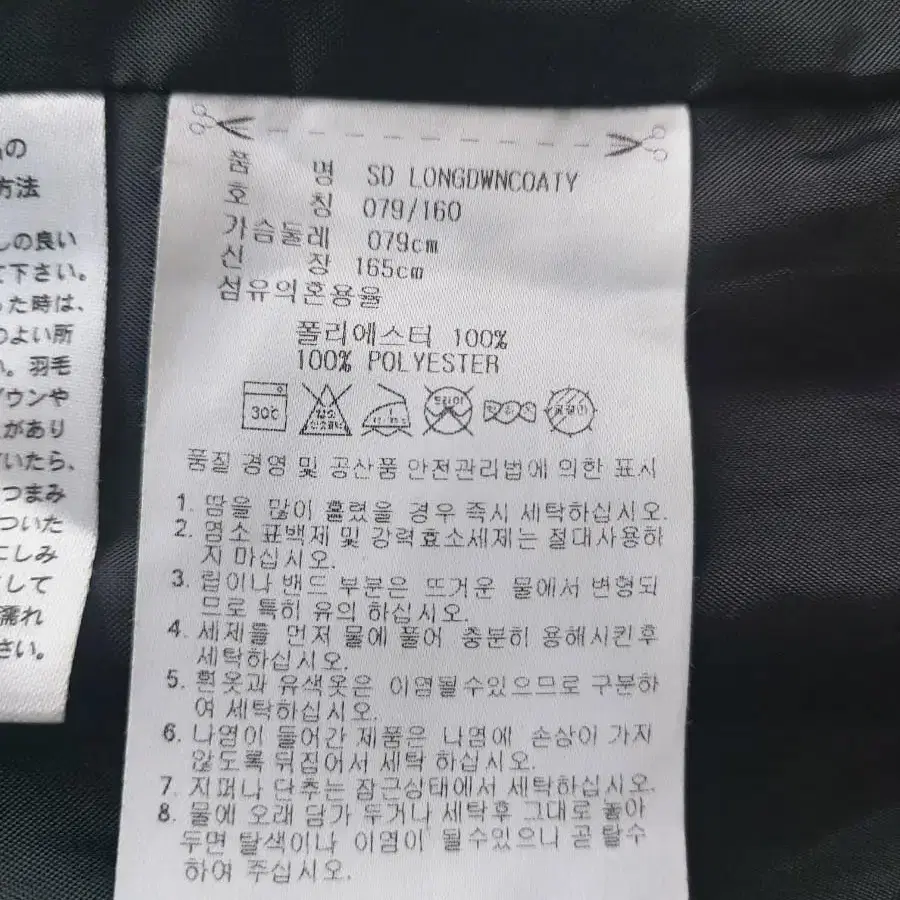 の
方法
しの良い
て下さい。
った時は、
のよい所
い。羽毛
ダウンや
があり
いたら、
つまみ
ついた
にしみ
して
濡れ
さい。
품 명 SD LONGDWNCOATY
호 칭 079/160
가슴둘레 079cm
신 장 165cm
섬유의혼용율
폴리에스터 100%
100% POLYESTER
30℃ 염소 드라이
품질 경영 및 공산품 안전관리법에 의한 표시
1. 땀을 많이 흘렸을 경우 즉시 세탁하십시오.
2. 염소 표백제 및 강력효소세제는 절대사용하
지 마십시오.
3. 립이나 밴드 부분은 뜨거운 물에서 변형되
므로 특히 유의 하십시오.
4. 세제를 먼저 물에 풀어 충분히 용해시킨후
세탁하십시오.
5. 흰옷과 유색옷은 이염될수있으므로 구분하
여 세탁하십시오.
6. 나염이 들어간 제품은 나염에 손상이 가지
않도록 뒤집어서 세탁 하십시오.
7. 지퍼나 단추는 잠근상태에서 세탁하십시오.
8. 물에 오래 담가 두거나 세탁후 그대로 놓아
두면 탈색이나 이염이 될수있으니 곧 탈수
하여 주십시오.